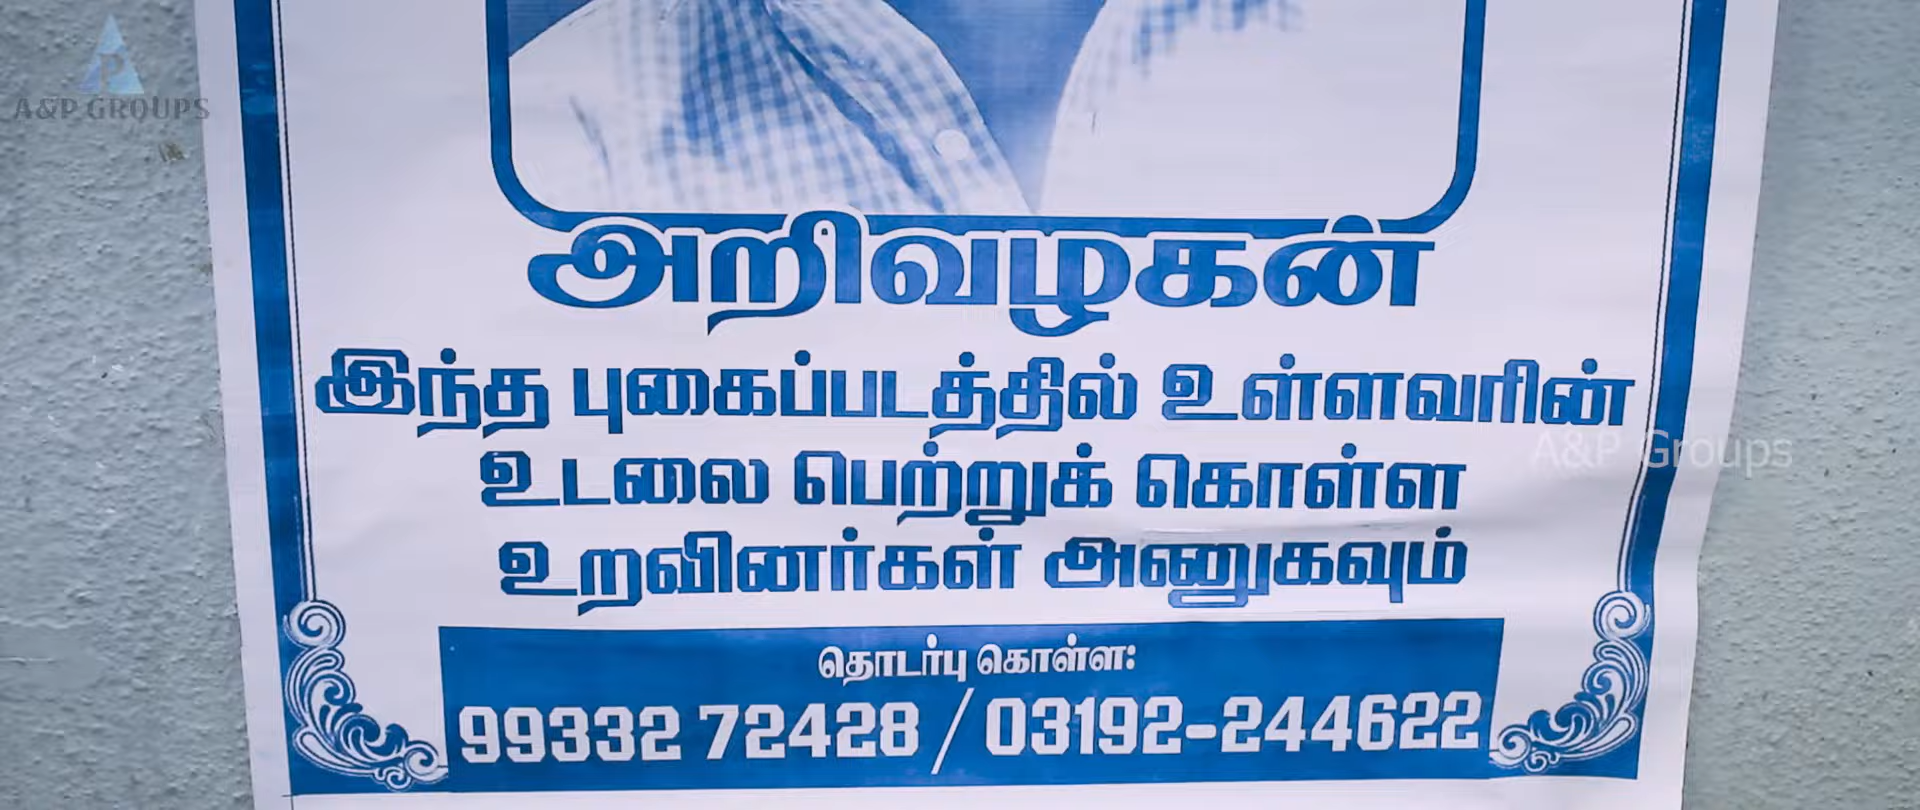 A&P GROUPS
அறிவழகன்
இந்த புகைப்படத்தில் உள்ளவரின்
A&P Groups
உடலை பெற்றுக் கொள்ள
உறவினர்கள் அணுகவும்
தொடர்பு கொள்ள:
99332 72428 / 03192-244622